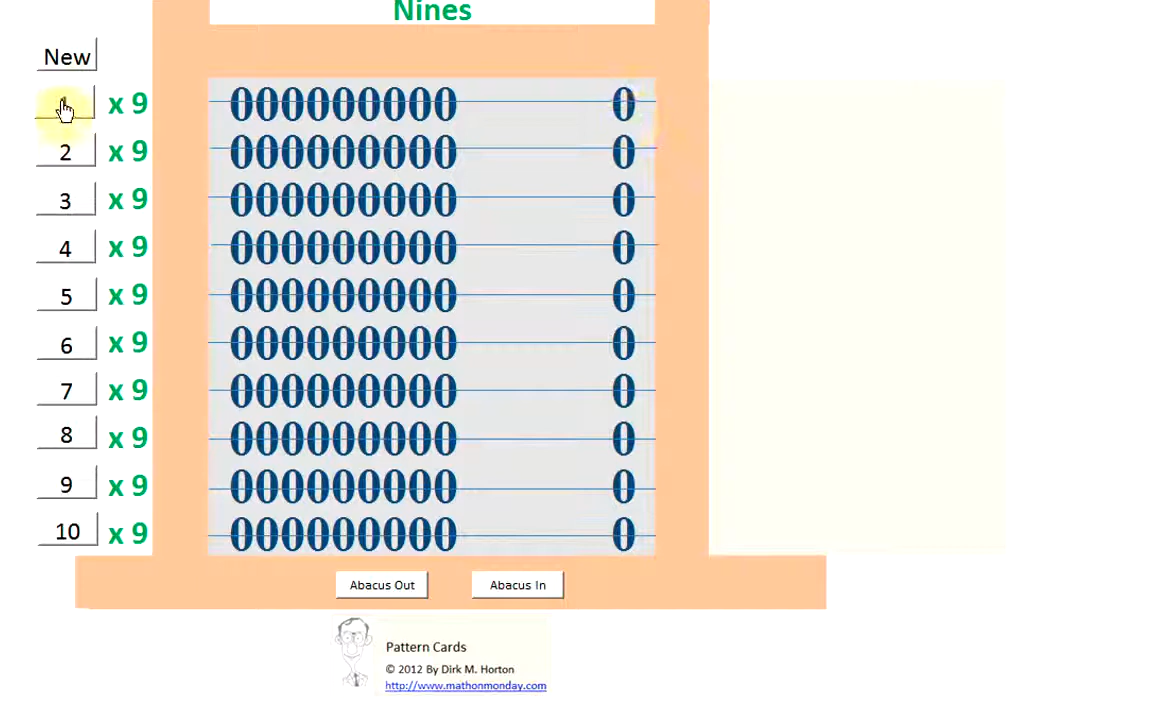 Nines
New
x 9 000000000 0
2 x 9 000000000 0
3 x 9 000000000 0
4 x 9 000000000 0
5 x 9 000000000 0
6 x 9 000000000 0
7 x 9 000000000 0
8 x 9 000000000 0
9 x 9 000000000 0
10 x 9 000000000 0
Abacus Out Abacus In
Pattern Cards
© 2012 By Dirk M. Horton
http://www.mathonmonday.com